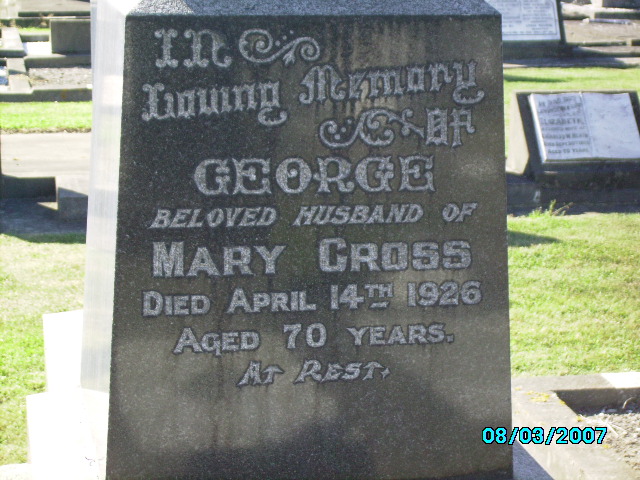 In
Loving Memory
Of
GEORGE
BELOVED HUSBAND OF
MARY CROSS
DIED APRIL 14TH 1926
AGED 70 YEARS.
AT REST.
ELIZABETH
08/03/2007